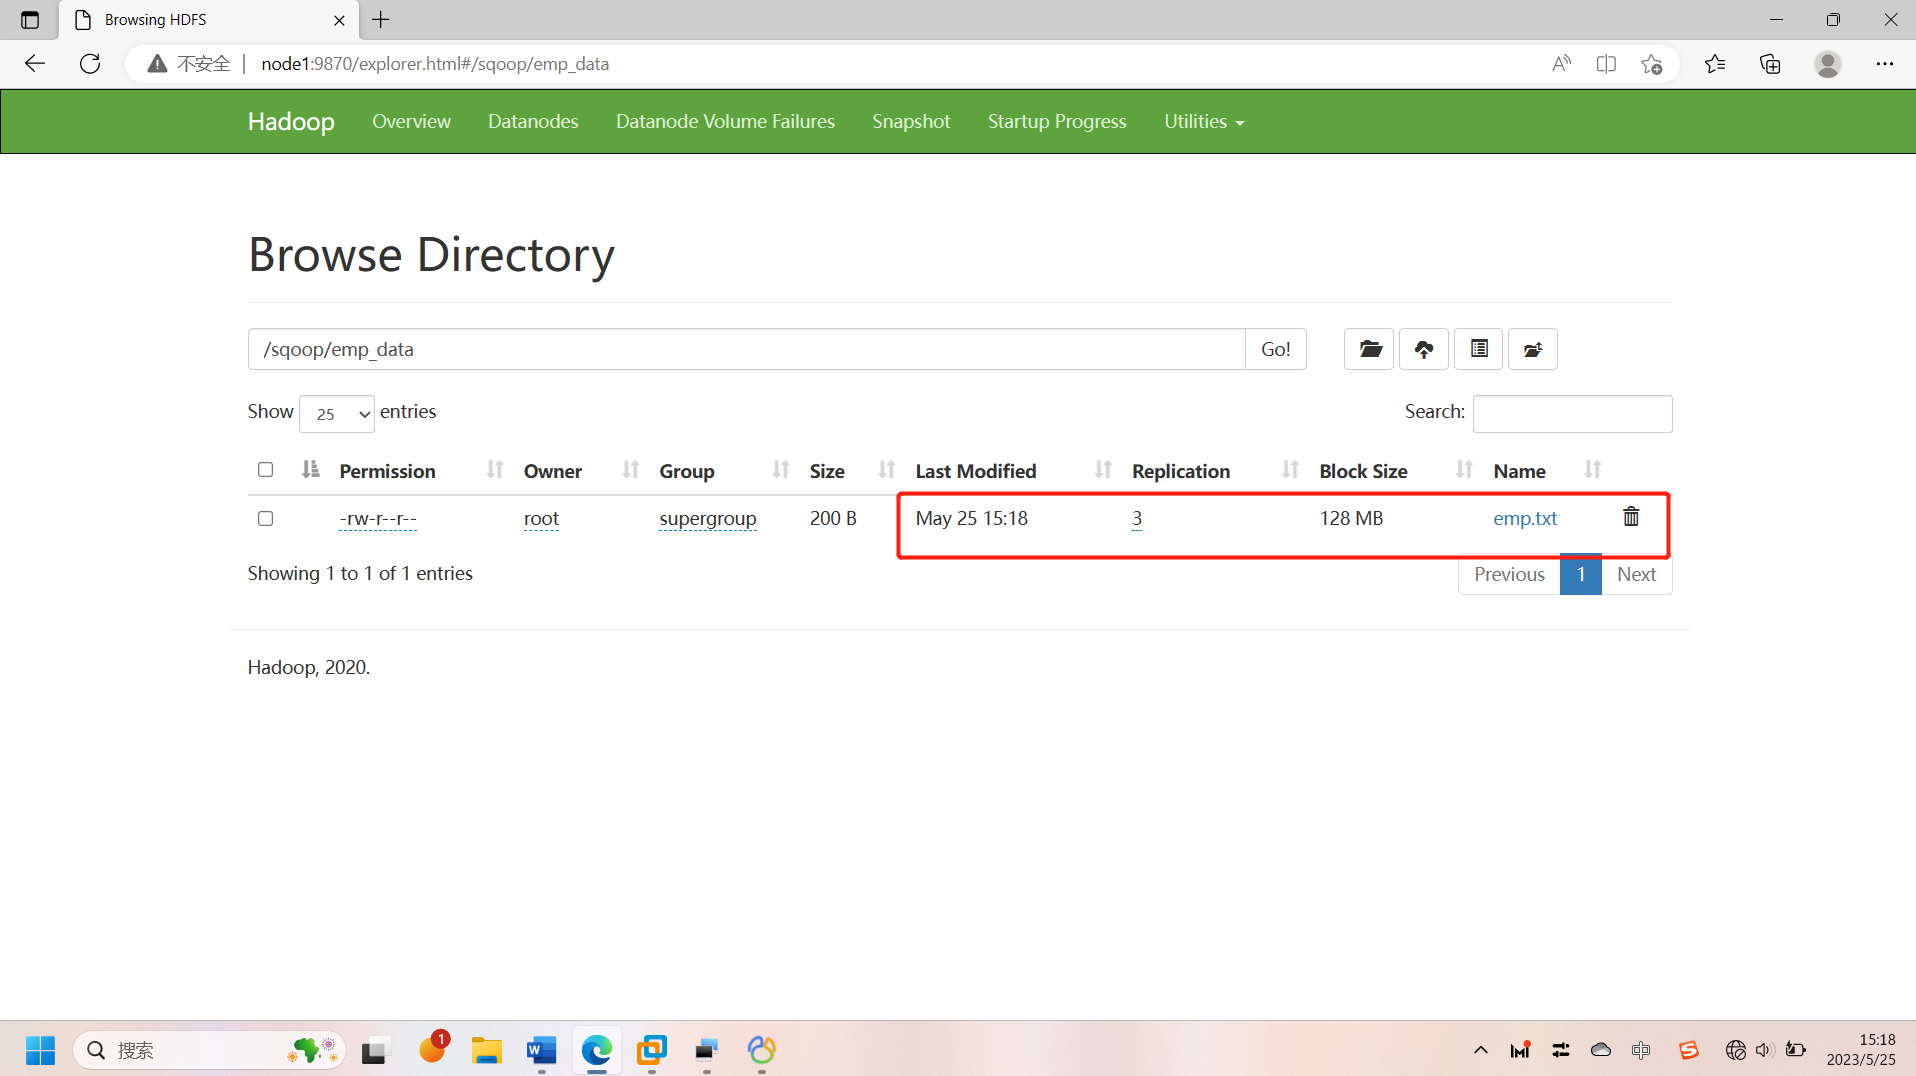 Browsing HDFS
不安全 | node1:9870/explorer.html#/sqoop/emp_data
Hadoop Overview Datanodes Datanode Volume Failures Snapshot Startup Progress Utilities
Browse Directory
/sqoop/emp_data Go!
Show 25 entries Search:
Permission Owner Group Size Last Modified Replication Block Size Name
-rw-r--r-- root supergroup 200 B May 25 15:18 3 128 MB emp.txt
Showing 1 to 1 of 1 entries Previous 1 Next
Hadoop, 2020.
搜索 1 W 中 S 15:18
2023/5/25